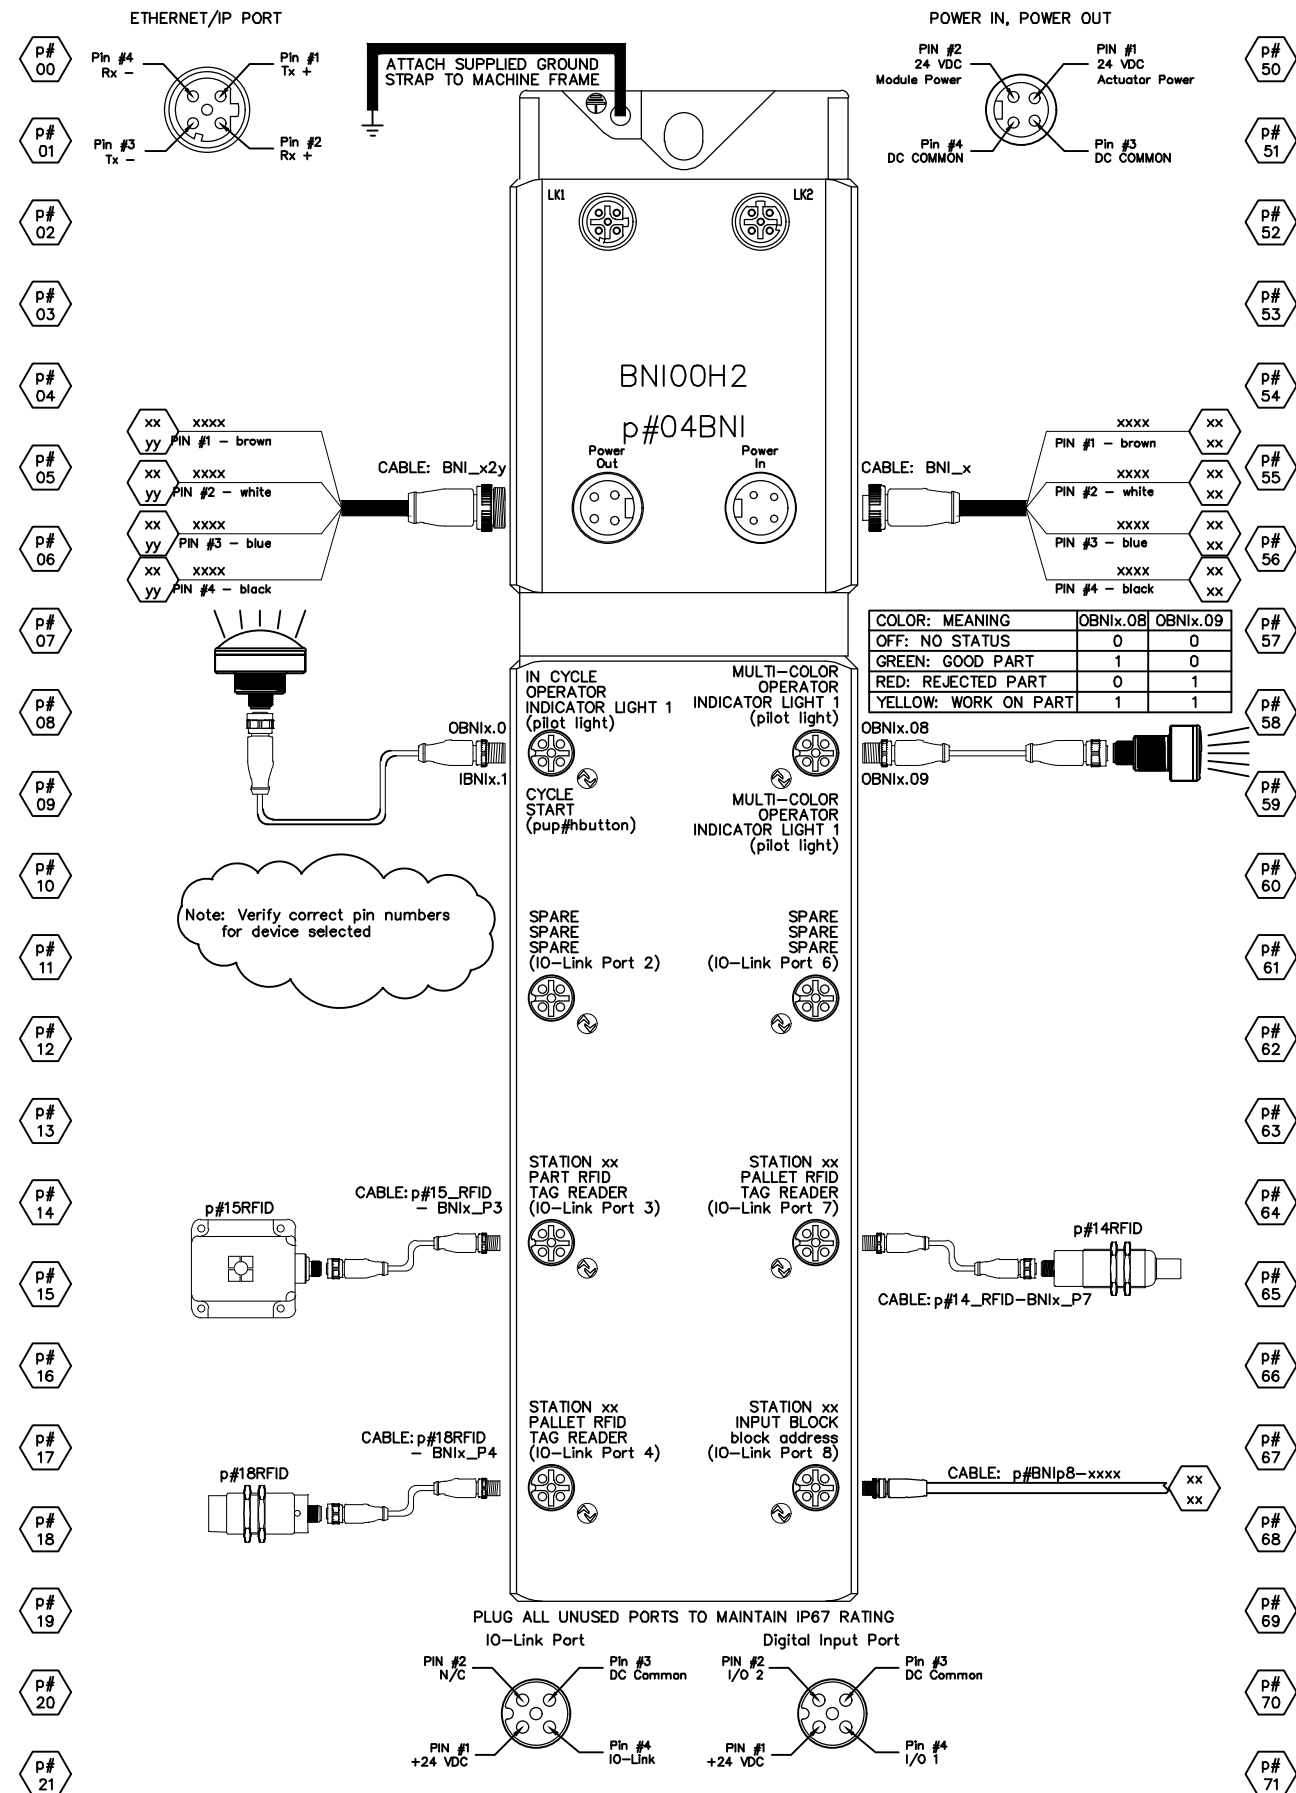 ETHERNET/IP PORT
POWER IN, POWER OUT
p#
00
p#
01
p#
02
p#
03
p#
04
p#
05
p#
06
p#
07
p#
08
p#
09
p#
10
p#
11
p#
12
p#
13
p#
14
p#
15
p#
16
p#
17
p#
18
p#
19
p#
20
p#
21
Pin #4
Rx -
Pin #1
Tx +
Pin #3
Tx -
Pin #2
Rx +
ATTACH SUPPLIED GROUND
STRAP TO MACHINE FRAME
PIN #2
24 VDC
Module Power
PIN #1
24 VDC
Actuator Power
Pin #4
DC COMMON
Pin #3
DC COMMON
LK1
LK2
BNI00H2
p#04BNI
Power
Out
Power
In
xx
yy
xxxx
PIN #1 - brown
xx
yy
xxxx
PIN #2 - white
xx
yy
xxxx
PIN #3 - blue
xx
yy
xxxx
PIN #4 - black
CABLE: BNI_x2y
CABLE: BNI_x
xxxx
PIN #1 - brown
xx
xx
xxxx
PIN #2 - white
xx
xx
xxxx
PIN #3 - blue
xx
xx
xxxx
PIN #4 - black
xx
xx
COLOR: MEANING OBNIx.08 OBNIx.09
OFF: NO STATUS 0 0
GREEN: GOOD PART 1 0
RED: REJECTED PART 0 1
YELLOW: WORK ON PART 1 1
IN CYCLE
OPERATOR
INDICATOR LIGHT 1
(pilot light)
MULTI-COLOR
OPERATOR
INDICATOR LIGHT 1
(pilot light)
OBNIx.0
IBNIx.1
OBNIx.08
OBNIx.09
CYCLE
START
(pup#hbutton)
MULTI-COLOR
OPERATOR
INDICATOR LIGHT 1
(pilot light)
Note: Verify correct pin numbers
for device selected
SPARE
SPARE
SPARE
(IO-Link Port 2)
SPARE
SPARE
SPARE
(IO-Link Port 6)
STATION xx
PART RFID
TAG READER
(IO-Link Port 3)
STATION xx
PALLET RFID
TAG READER
(IO-Link Port 7)
p#15RFID
CABLE: p#15_RFID
- BNIx_P3
p#14RFID
CABLE: p#14_RFID-BNIx_P7
STATION xx
PALLET RFID
TAG READER
(IO-Link Port 4)
STATION xx
INPUT BLOCK
block address
(IO-Link Port 8)
CABLE: p#18RFID
- BNIx_P4
p#18RFID
CABLE: p#BNIp8-xxxx
xx
xx
PLUG ALL UNUSED PORTS TO MAINTAIN IP67 RATING
IO-Link Port
PIN #2
N/C
Pin #3
DC Common
PIN #1
+24 VDC
Pin #4
IO-Link
Digital Input Port
PIN #2
I/O 2
Pin #3
DC Common
PIN #1
+24 VDC
Pin #4
I/O 1
p#
50
p#
51
p#
52
p#
53
p#
54
p#
55
p#
56
p#
57
p#
58
p#
59
p#
60
p#
61
p#
62
p#
63
p#
64
p#
65
p#
66
p#
67
p#
68
p#
69
p#
70
p#
71